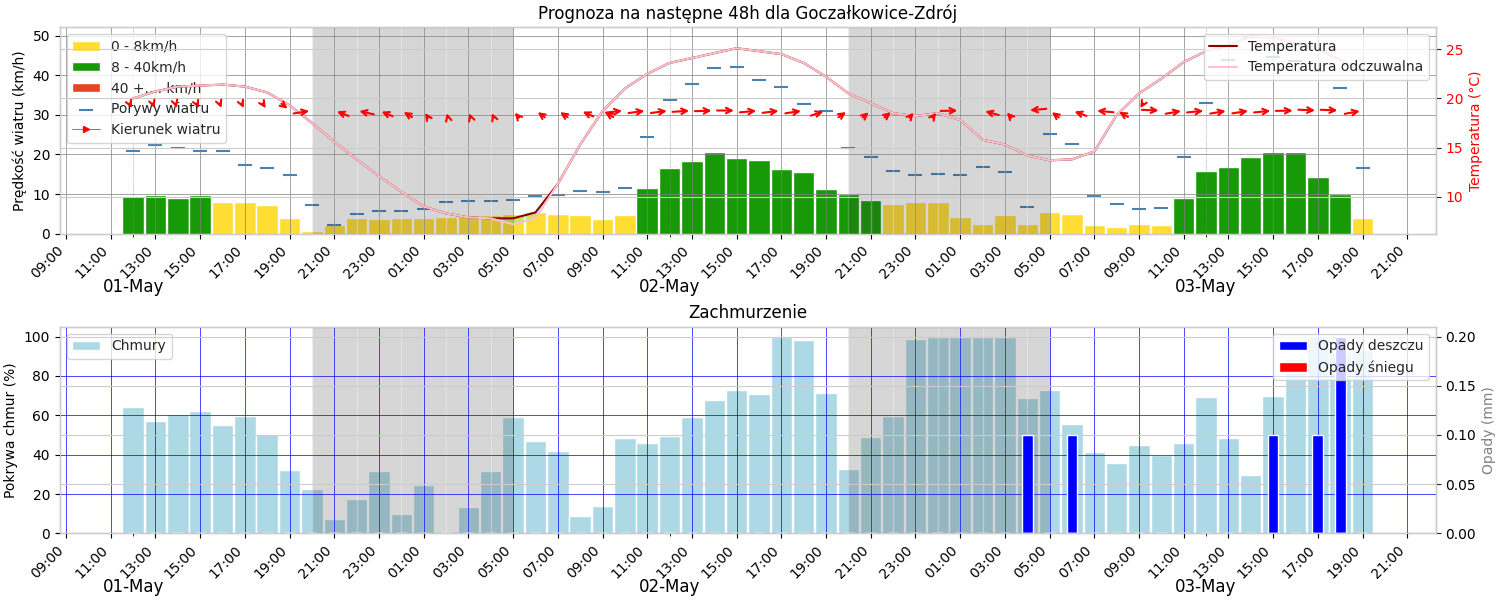 Prognoza na następne 48h dla Goczałkowice-Zdrój
Prędkość wiatru (km/h)
50
40
30
20
10
0
0 - 8km/h
8 - 40km/h
40 +,.. km/h
Porywy wiatru
Kierunek wiatru
Temperatura
Temperatura odczuwalna
25
20
15
10
Temperatura (°C)
09:00 11:00 13:00 15:00 17:00 19:00 21:00 23:00 01:00 03:00 05:00 07:00 09:00 11:00 13:00 15:00 17:00 19:00 21:00 23:00 01:00 03:00 05:00 07:00 09:00 11:00 13:00 15:00 17:00 19:00 21:00
01-May 02-May 03-May
Zachmurzenie
Pokrywa chmur (%)
100
80
60
40
20
0
Chmury
Opady deszczu
Opady śniegu
0.20
0.15
0.10
0.05
0.00
Opady (mm)
09:00 11:00 13:00 15:00 17:00 19:00 21:00 23:00 01:00 03:00 05:00 07:00 09:00 11:00 13:00 15:00 17:00 19:00 21:00 23:00 01:00 03:00 05:00 07:00 09:00 11:00 13:00 15:00 17:00 19:00 21:00
01-May 02-May 03-May